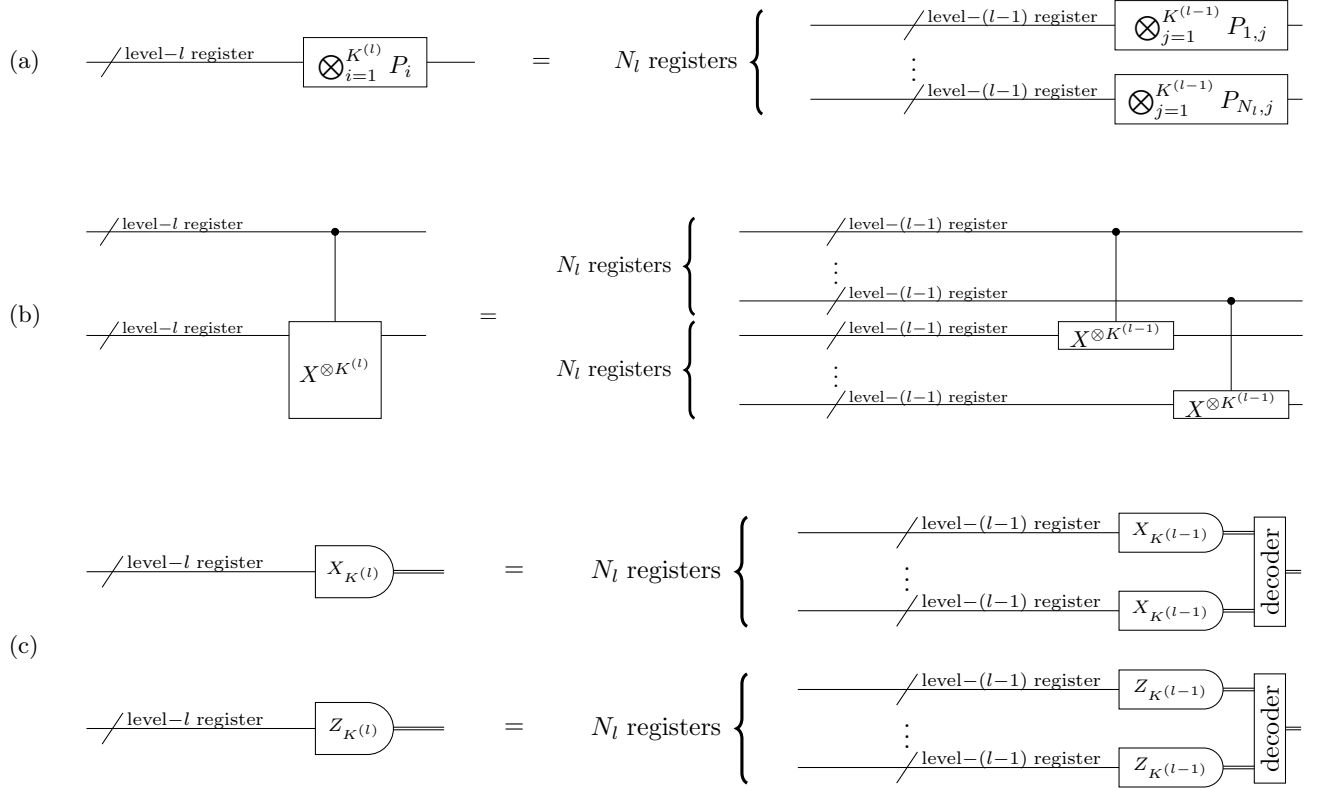 (a)
level−l register
⨂_{i=1}^{K^{(l)}} P_i
=
N_l registers
level−(l−1) register
⨂_{j=1}^{K^{(l−1)}} P_{1,j}
⋮
level−(l−1) register
⨂_{j=1}^{K^{(l−1)}} P_{N_l,j}
(b)
level−l register
level−l register
X^{⊗K^{(l)}}
=
N_l registers
level−(l−1) register
⋮
level−(l−1) register
N_l registers
level−(l−1) register
X^{⊗K^{(l−1)}}
⋮
level−(l−1) register
X^{⊗K^{(l−1)}}
(c)
level−l register
X_{K^{(l)}}
=
N_l registers
level−(l−1) register
X_{K^{(l−1)}}
⋮
level−(l−1) register
X_{K^{(l−1)}}
decoder
level−l register
Z_{K^{(l)}}
=
N_l registers
level−(l−1) register
Z_{K^{(l−1)}}
⋮
level−(l−1) register
Z_{K^{(l−1)}}
decoder